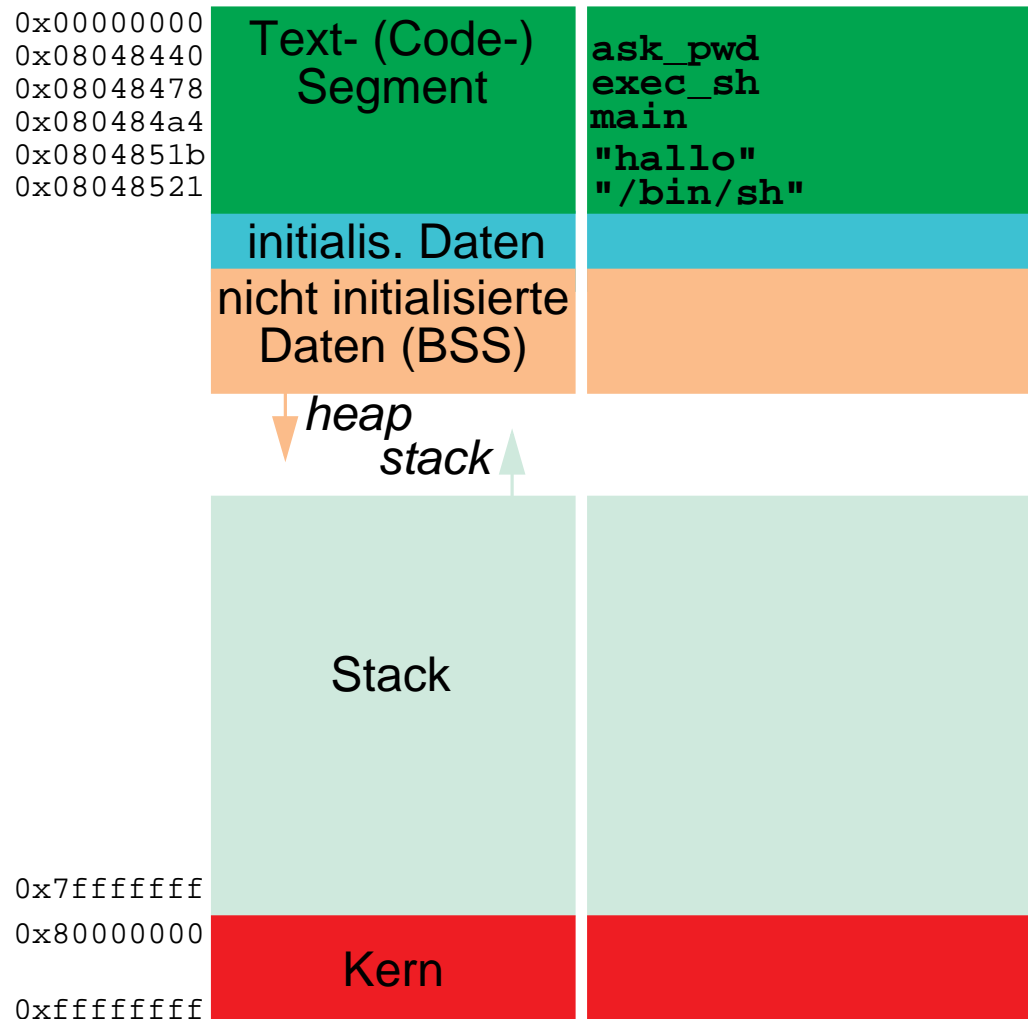 0x00000000
0x08048440
0x08048478
0x080484a4
0x0804851b
0x08048521
Text- (Code-)
Segment
ask_pwd
exec_sh
main
"hallo"
"/bin/sh"
initialis. Daten
nicht initialisierte
Daten (BSS)
heap
stack
Stack
0x7fffffff
0x80000000
Kern
0xffffffff